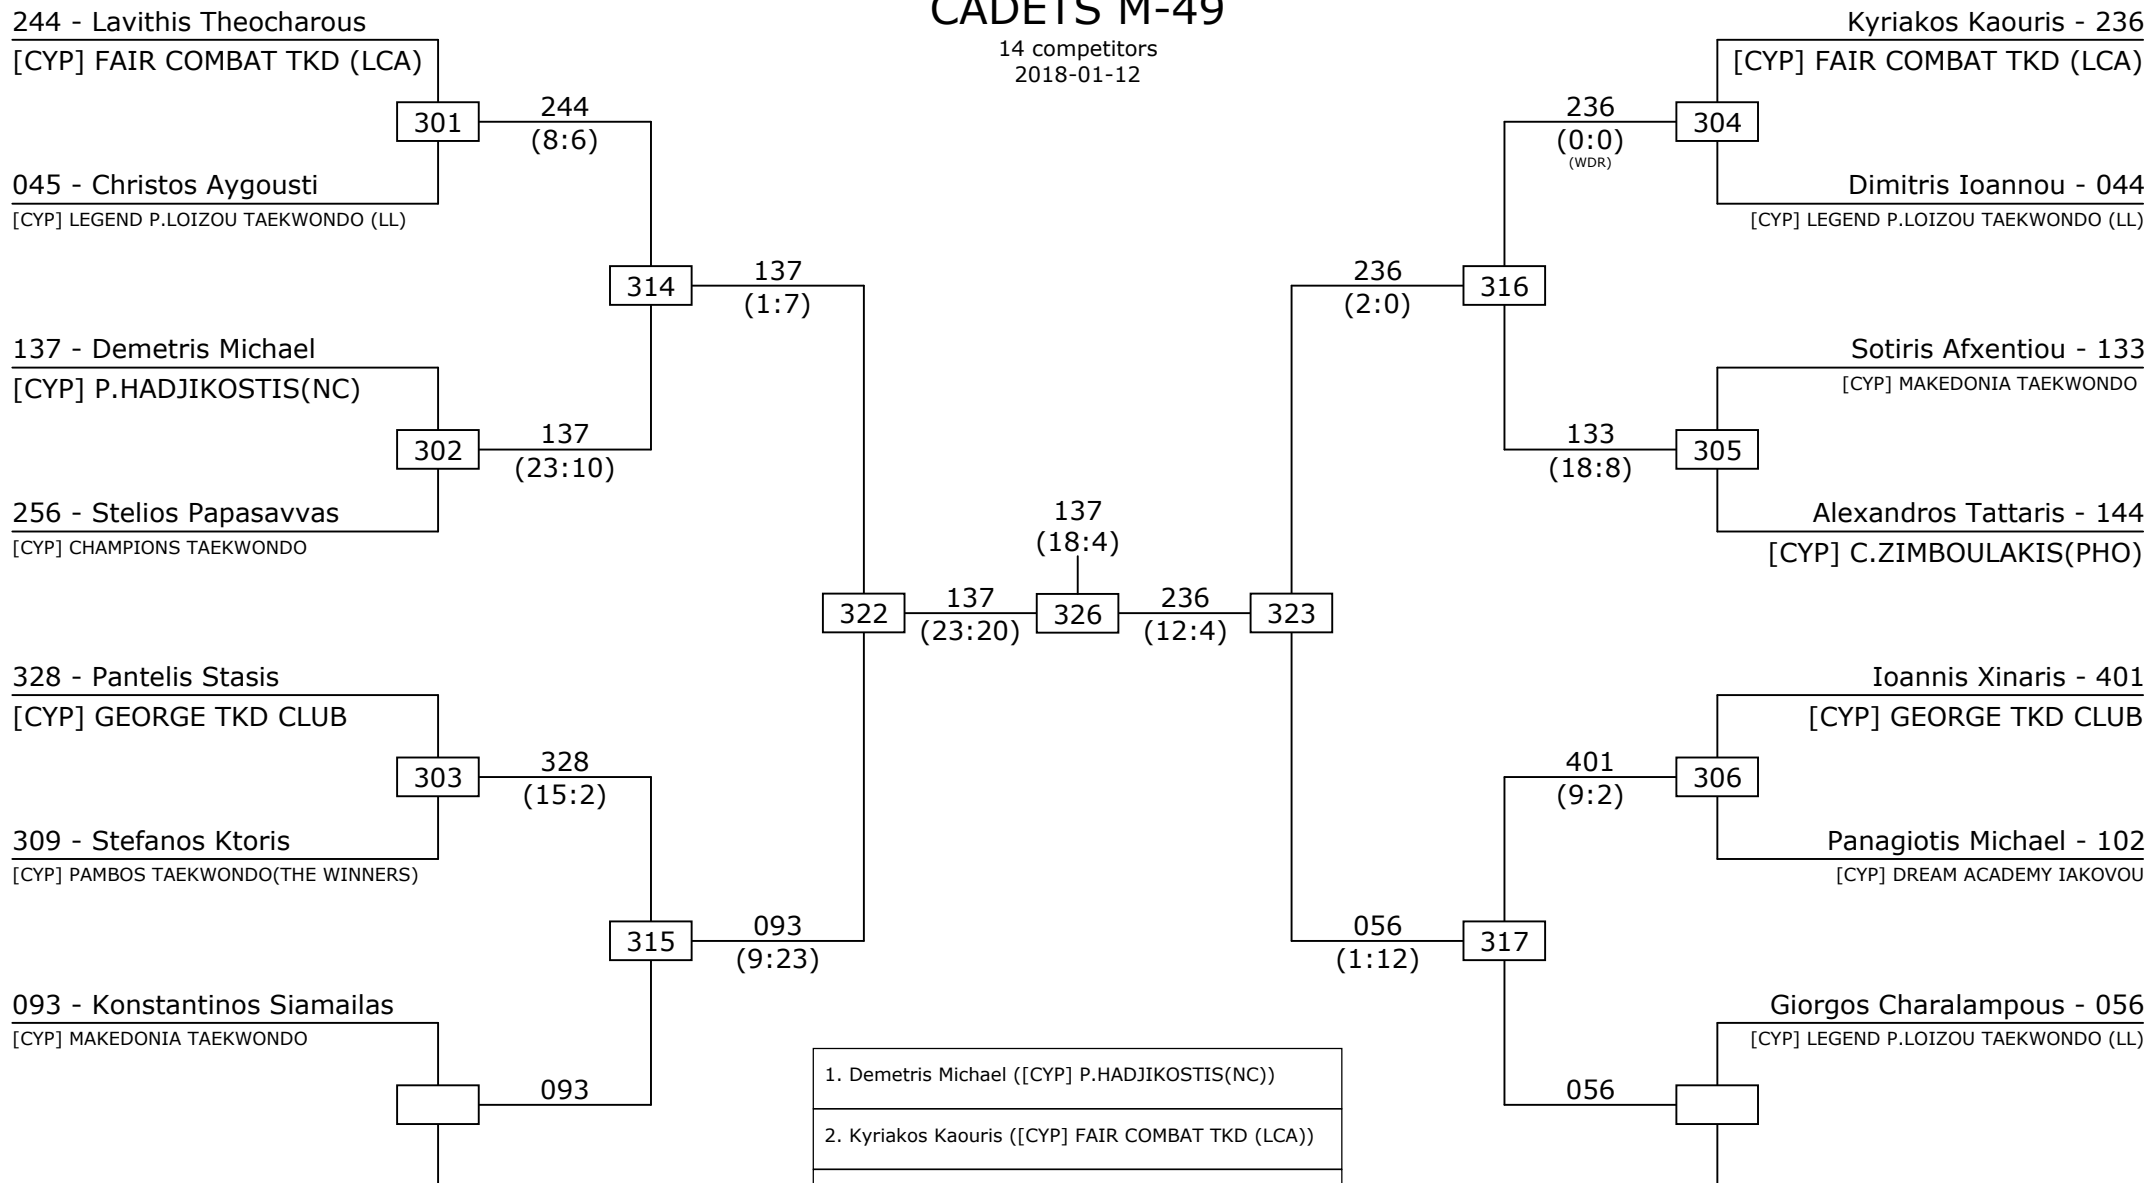 CADETS M-49
14 competitors
2018-01-12
244 - Lavithis Theocharous
[CYP] FAIR COMBAT TKD (LCA)
301
244
(8:6)
045 - Christos Aygousti
[CYP] LEGEND P.LOIZOU TAEKWONDO (LL)
314
137
(1:7)
137 - Demetris Michael
[CYP] P.HADJIKOSTIS(NC)
302
137
(23:10)
256 - Stelios Papasavvas
[CYP] CHAMPIONS TAEKWONDO
322
137
(23:20)
328 - Pantelis Stasis
[CYP] GEORGE TKD CLUB
303
328
(15:2)
309 - Stefanos Ktoris
[CYP] PAMBOS TAEKWONDO(THE WINNERS)
315
093
(9:23)
093 - Konstantinos Siamailas
[CYP] MAKEDONIA TAEKWONDO
093
137
(18:4)
326
Kyriakos Kaouris - 236
[CYP] FAIR COMBAT TKD (LCA)
236
(0:0)
(WDR)
304
Dimitris Ioannou - 044
[CYP] LEGEND P.LOIZOU TAEKWONDO (LL)
236
(2:0)
316
Sotiris Afxentiou - 133
[CYP] MAKEDONIA TAEKWONDO
133
(18:8)
305
Alexandros Tattaris - 144
[CYP] C.ZIMBOULAKIS(PHO)
236
(12:4)
323
Ioannis Xinaris - 401
[CYP] GEORGE TKD CLUB
401
(9:2)
306
Panagiotis Michael - 102
[CYP] DREAM ACADEMY IAKOVOU
056
(1:12)
317
Giorgos Charalampous - 056
[CYP] LEGEND P.LOIZOU TAEKWONDO (LL)
056
1. Demetris Michael ([CYP] P.HADJIKOSTIS(NC))
2. Kyriakos Kaouris ([CYP] FAIR COMBAT TKD (LCA))